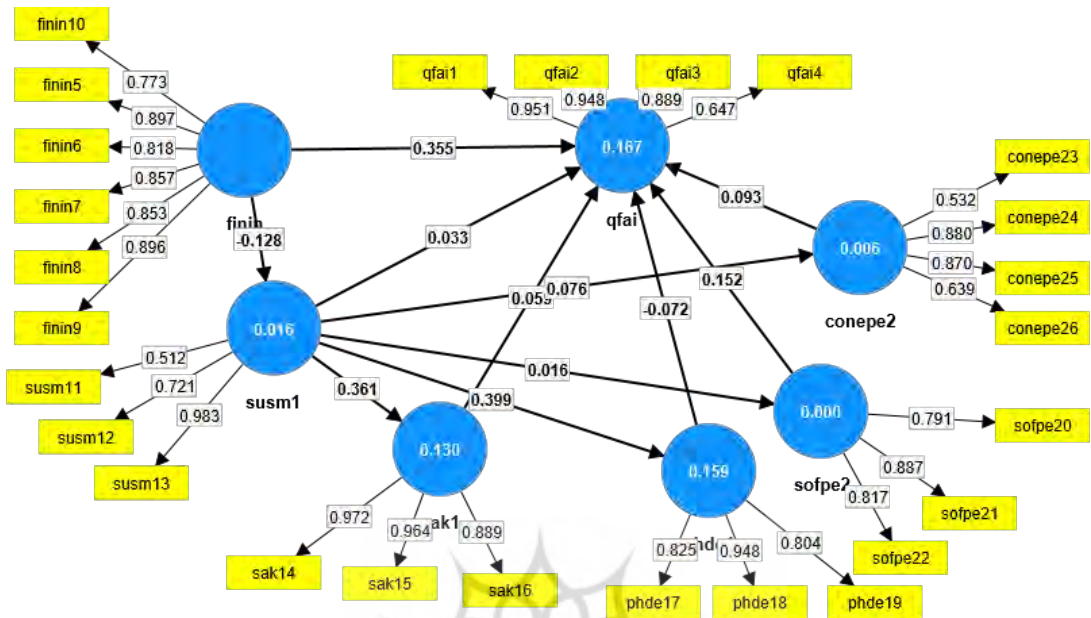 finin10
finin5
finin6
finin7
finin8
finin9
0.773
0.897
0.818
0.857
0.853
0.896
finin
-0.128
0.355
qfai1
qfai2
qfai3
qfai4
0.951
0.948
0.889
0.647
0.167
qfai
0.093
0.033
0.076
0.152
-0.072
0.006
conepe2
0.532
0.880
0.870
0.639
conepe23
conepe24
conepe25
conepe26
0.016
susm1
0.512
0.721
0.983
susm11
susm12
susm13
0.361
0.399
0.016
0.130
0.972
0.964
0.889
sak14
sak15
sak16
0.159
0.825
0.948
0.804
phde17
phde18
phde19
0.000
sofpe2
0.791
0.887
0.817
sofpe20
sofpe21
sofpe22